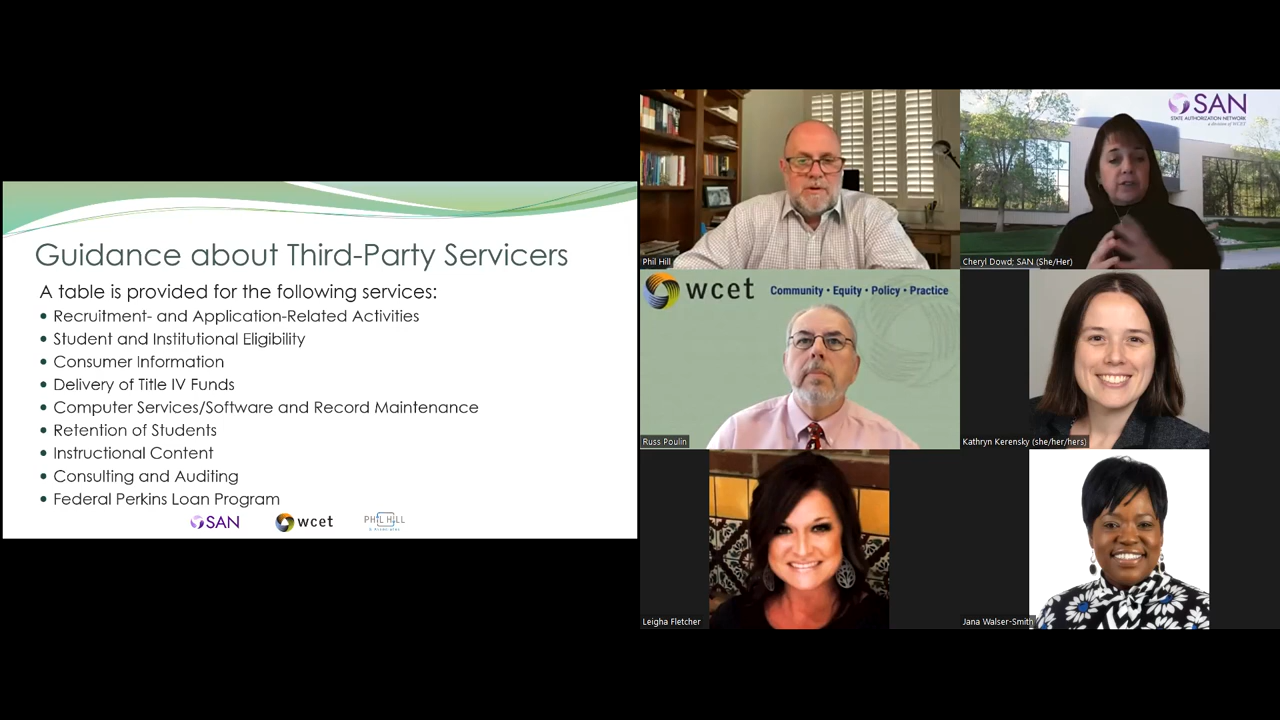 Guidance about Third-Party Servicers
A table is provided for the following services:
• Recruitment- and Application-Related Activities
• Student and Institutional Eligibility
• Consumer Information
• Delivery of Title IV Funds
• Computer Services/Software and Record Maintenance
• Retention of Students
• Instructional Content
• Consulting and Auditing
• Federal Perkins Loan Program
SAN
wcet
PHIL HILL
Phil Hill
SAN
STATE AUTHORIZATION NETWORK
a division of WCET
Cheryl Dowd; SAN (She/Her)
wcet
Community • Equity • Policy • Practice
Russ Poulin
Kathryn Kerensky (she/her/hers)
Leigha Fletcher
Jana Walser-Smith